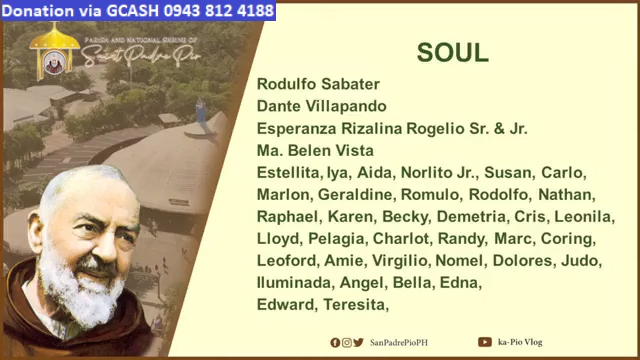 Donation via GCASH 0943 812 4188
PARISH AND NATIONAL SHRINE OF
Saint Padre Pio
SOUL
Rodulfo Sabater
Dante Villapando
Esperanza Rizalina Rogelio Sr. & Jr.
Ma. Belen Vista
Estellita, Iya, Aida, Norlito Jr., Susan, Carlo,
Marlon, Geraldine, Romulo, Rodolfo, Nathan,
Raphael, Karen, Becky, Demetria, Cris, Leonila,
Lloyd, Pelagia, Charlot, Randy, Marc, Coring,
Leoford, Amie, Virgilio, Nomel, Dolores, Judo,
Iluminada, Angel, Bella, Edna,
Edward, Teresita,
SanPadrePioPH
ka-Pio Vlog